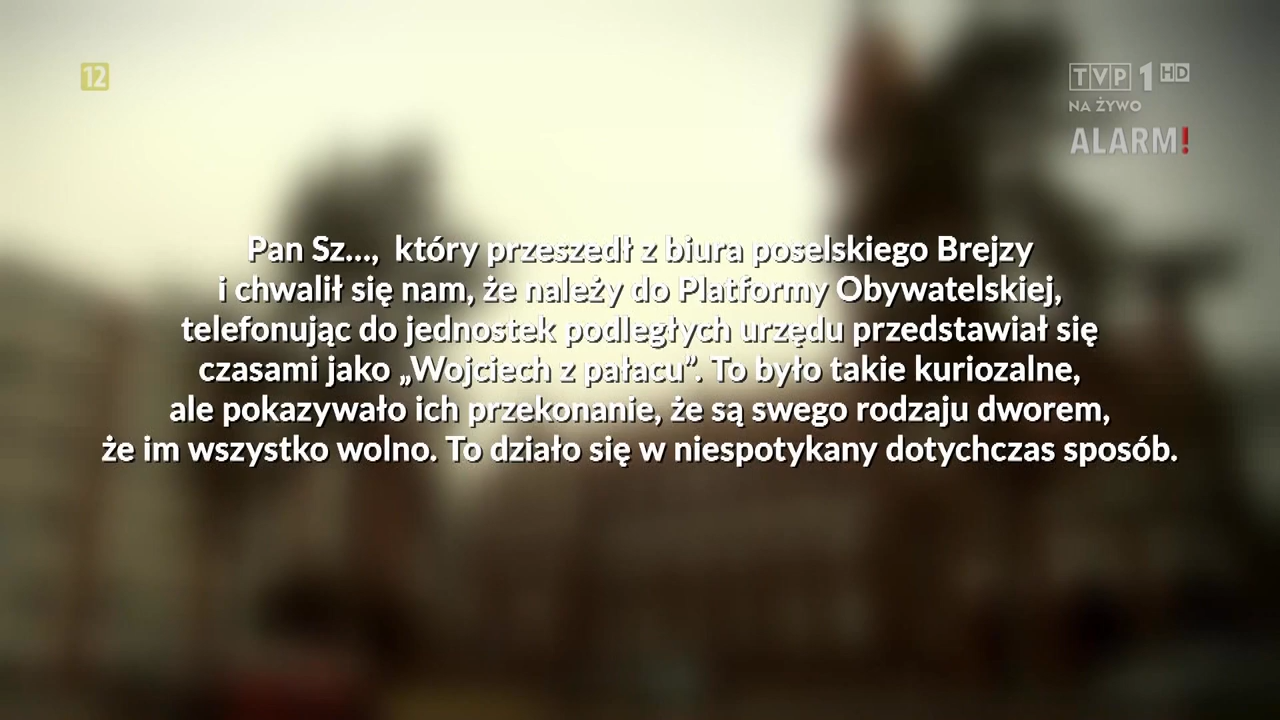 12
TVP 1 HD
NA ŻYWO
ALARM!
Pan Sz..., który przeszedł z biura poselskiego Brejzy
i chwalił się nam, że należy do Platformy Obywatelskiej,
telefonując do jednostek podległych urzędu przedstawiał się
czasami jako „Wojciech z pałacu”. To było takie kuriozalne,
ale pokazywało ich przekonanie, że są swego rodzaju dworem,
że im wszystko wolno. To działo się w niespotykany dotychczas sposób.